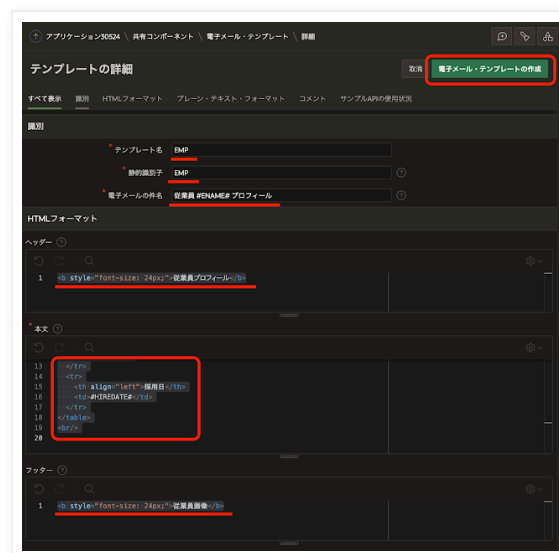 アプリケーション30524 \ 共有コンポーネント \ 電子メール・テンプレート \ 詳細
テンプレートの詳細
取消
電子メール・テンプレートの作成
すべて表示 識別 HTMLフォーマット プレーン・テキスト・フォーマット コメント サンプルAPIの使用状況
識別
* テンプレート名 EMP
* 静的識別子 EMP
* 電子メールの件名 従業員 #ENAME# プロフィール
HTMLフォーマット
ヘッダー
1 <b style="font-size: 24px;">従業員プロフィール</b>
* 本文
13 </tr>
14 <tr>
15 <th align="left">採用日</th>
16 <td>#HIREDATE#</td>
17 </tr>
18 </table>
19 <br/>
20
フッター
1 <b style="font-size: 24px;">従業員画像</b>